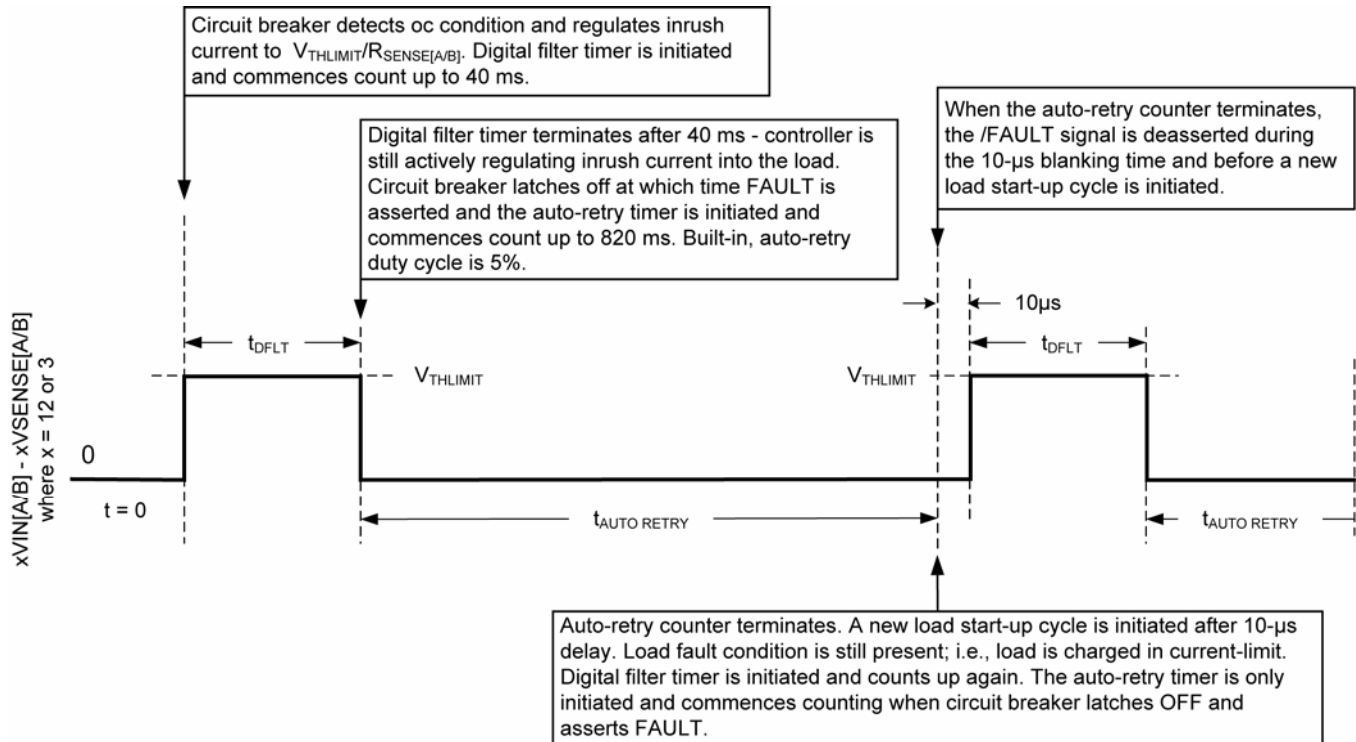 Circuit breaker detects oc condition and regulates inrush
current to VTHLIMIT/RSENSE[A/B]. Digital filter timer is initiated
and commences count up to 40 ms.
Digital filter timer terminates after 40 ms - controller is
still actively regulating inrush current into the load.
Circuit breaker latches off at which time FAULT is
asserted and the auto-retry timer is initiated and
commences count up to 820 ms. Built-in, auto-retry
duty cycle is 5%.
When the auto-retry counter terminates,
the /FAULT signal is deasserted during
the 10-µs blanking time and before a new
load start-up cycle is initiated.
10µs
tDFLT
tDFLT
VTHLIMIT
VTHLIMIT
xVIN[A/B] - xVSENSE[A/B]
where x = 12 or 3
0
t = 0
tAUTO RETRY
tAUTO RETRY
Auto-retry counter terminates. A new load start-up cycle is initiated after 10-µs
delay. Load fault condition is still present; i.e., load is charged in current-limit.
Digital filter timer is initiated and counts up again. The auto-retry timer is only
initiated and commences counting when circuit breaker latches OFF and
asserts FAULT.